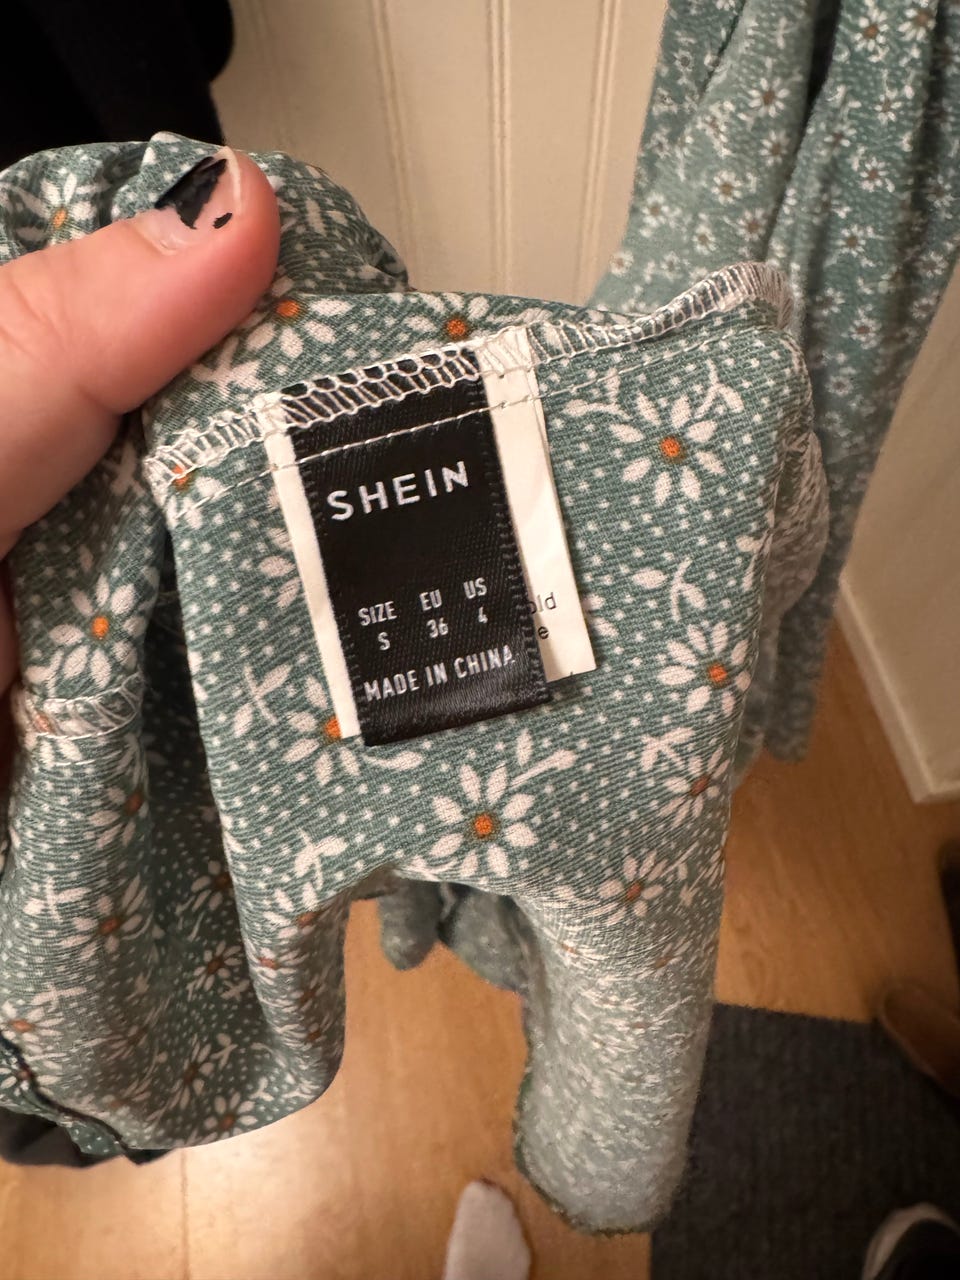 SHEIN
SIZE EU US
S 36 4
MADE IN CHINA